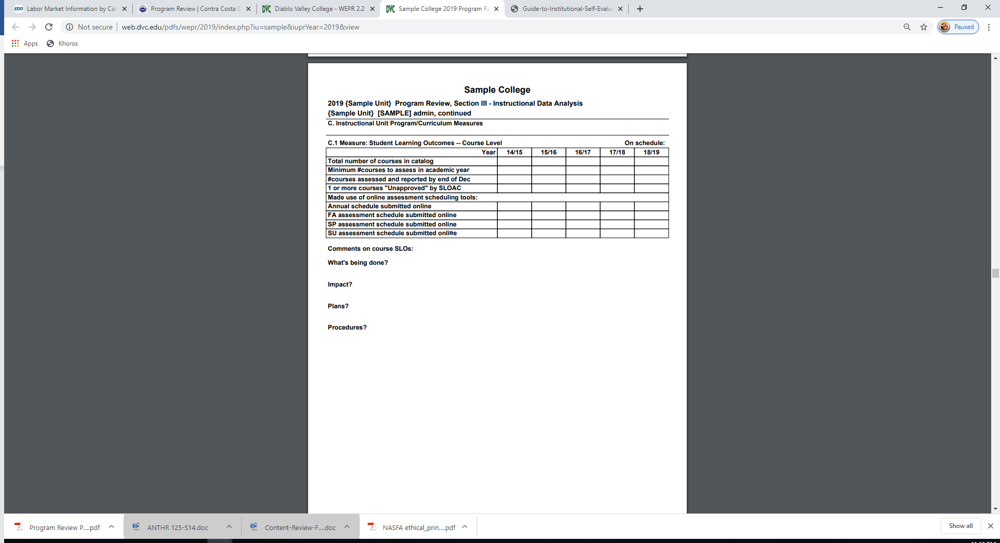 EDD Labor Market Information by Cali
Program Review | Contra Costa C
DVC Diablo Valley College - WEPR 2.2
DVC Sample College 2019 Program Re
Guide-to-Institutional-Self-Evalua
Not secure web.dvc.edu/pdfs/wepr/2019/index.php?iu=sample&iuprYear=2019&view
Paused
Apps Khoros
Sample College
2019 {Sample Unit} Program Review, Section III - Instructional Data Analysis
{Sample Unit} [SAMPLE] admin, continued
C. Instructional Unit Program/Curriculum Measures
C.1 Measure: Student Learning Outcomes -- Course Level On schedule:
Year 14/15 15/16 16/17 17/18 18/19
Total number of courses in catalog
Minimum #courses to assess in academic year
#courses assessed and reported by end of Dec
1 or more courses "Unapproved" by SLOAC
Made use of online assessment scheduling tools:
Annual schedule submitted online
FA assessment schedule submitted online
SP assessment schedule submitted online
SU assessment schedule submitted online
Comments on course SLOs:
What's being done?
Impact?
Plans?
Procedures?
Program Review P....pdf
ANTHR 125-S14.doc
Content-Review-F....doc
NASFA ethical_prin....pdf
Show all